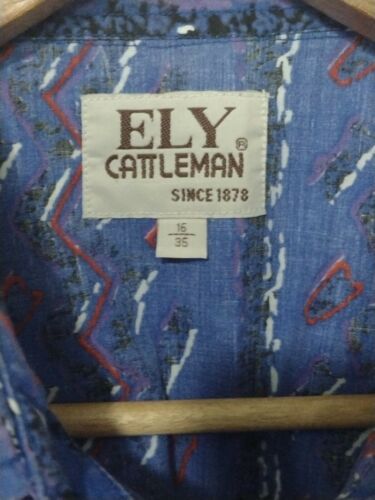 ELY®
CATTLEMAN
SINCE 1878
16
35